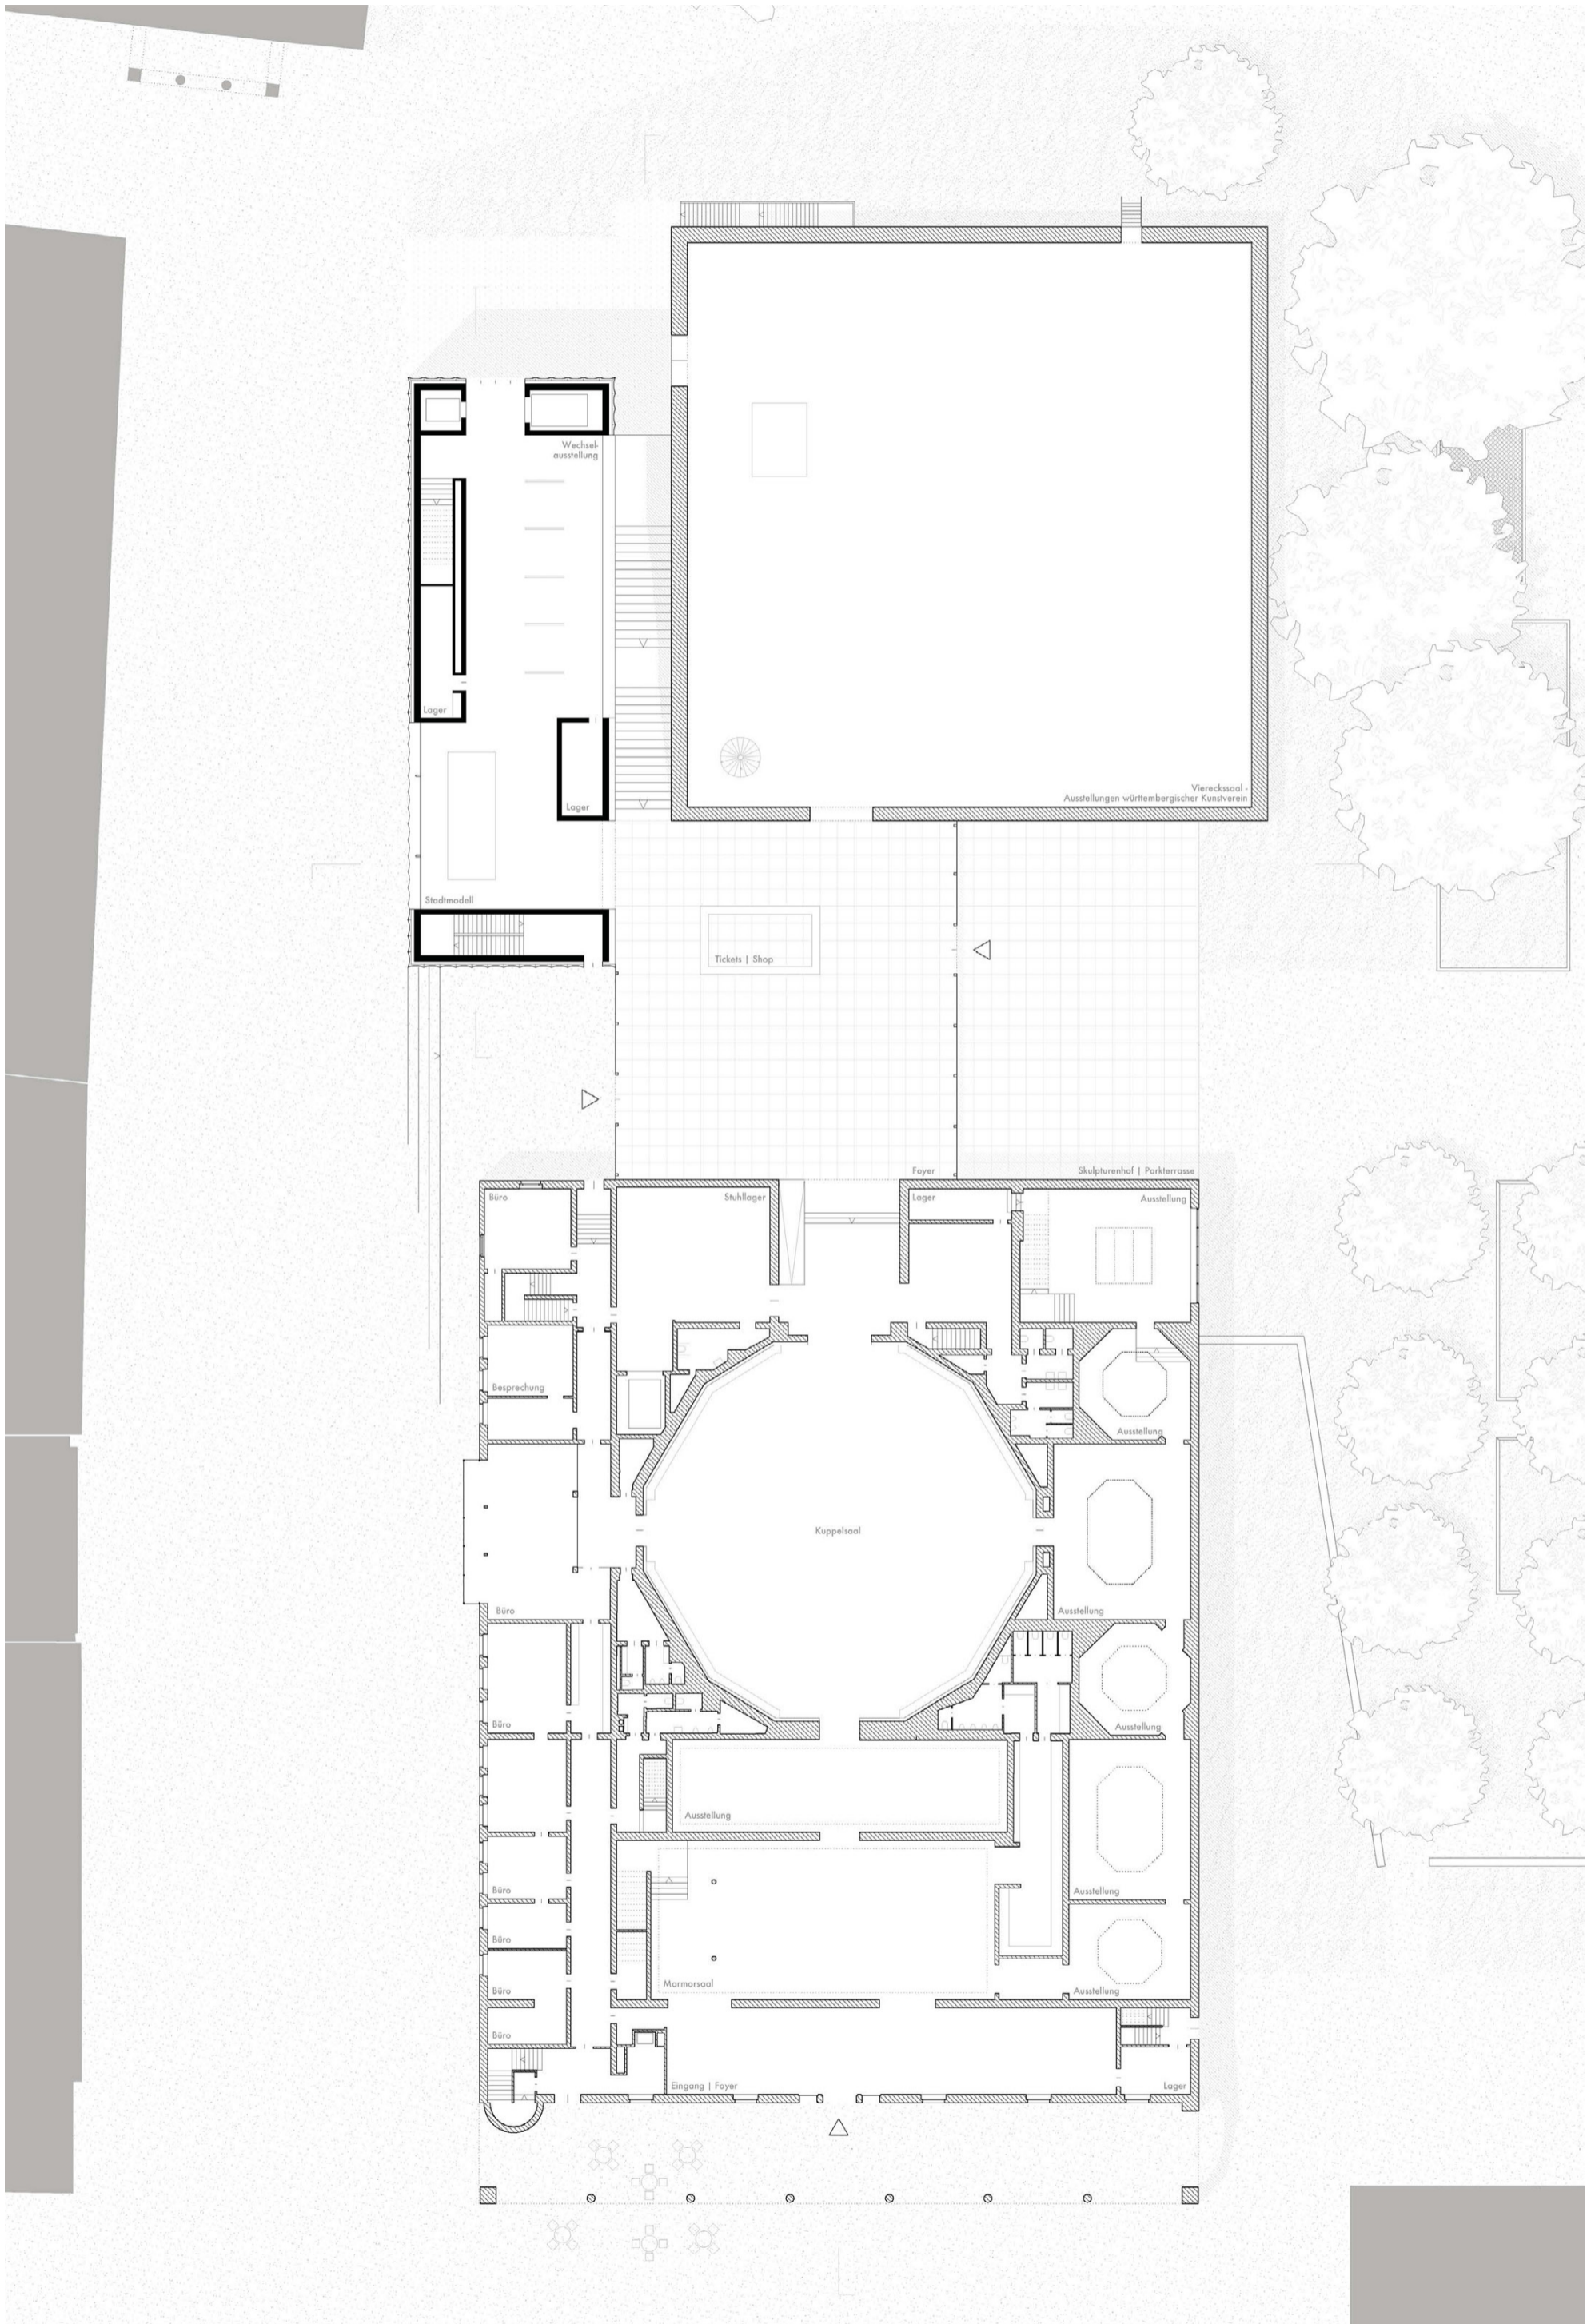 Wechsel-
ausstellung
Lager
Lager
Viereckssaal -
Ausstellungen württembergischer Kunstverein
Stadtmodell
Tickets | Shop
Foyer
Skulpturenhof | Parkterrasse
Büro
Stuhllager
Lager
Ausstellung
Besprechung
Ausstellung
Kuppelsaal
Büro
Ausstellung
Büro
Ausstellung
Ausstellung
Büro
Ausstellung
Büro
Marmorsaal
Büro
Ausstellung
Büro
Eingang | Foyer
Lager